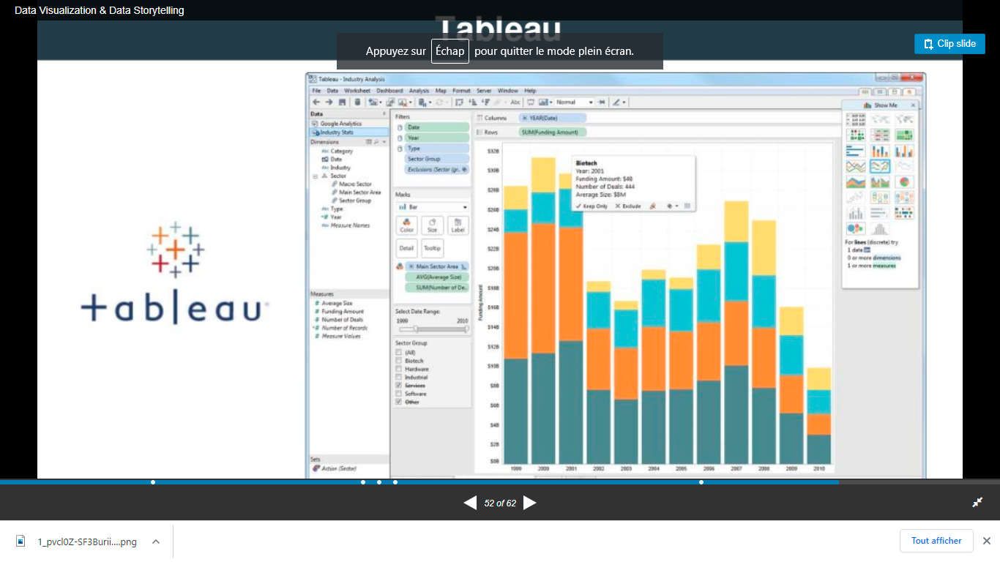 Data Visualization & Data Storytelling
Tableau
Appuyez sur Échap pour quitter le mode plein écran.
Clip slide
tableau
Tableau - Industry Analysis
File Data Worksheet Dashboard Analysis Map Format Server Window Help
Abc Normal
Data
Google Analytics
Industry Stats
Dimensions
Abc Category
Date
Abc Industry
Sector
Macro Sector
Main Sector Area
Sector Group
Abc Type
Year
Abc Measure Names
Measures
# Average Size
# Funding Amount
# Number of Deals
# Number of Records
# Measure Values
Sets
Action (Sector)
Filters
Date
Year
Type
Sector Group
Exclusions (Sector (gr..
Marks
Bar
Color Size Label
Detail Tooltip
Main Sector Area
AVG(Average Size)
SUM(Number of De..
Select Date Range:
1999 2010
Sector Group
(All)
Biotech
Hardware
Industrial
Services
Software
Other
Columns YEAR(Date)
Rows SUM(Funding Amount)
Funding Amount
$32B
$30B
$28B
$26B
$24B
$22B
$20B
$18B
$16B
$14B
$12B
$10B
$8B
$6B
$4B
$2B
$0B
1999 2000 2001 2002 2003 2004 2005 2006 2007 2008 2009 2010
Biotech
Year: 2001
Funding Amount: $4B
Number of Deals: 444
Average Size: $8M
Keep Only Exclude
Show Me
For lines (discrete) try
1 date
0 or more dimensions
1 or more measures
52 of 62
1_pvcl0Z-SF3Burii....png
Tout afficher